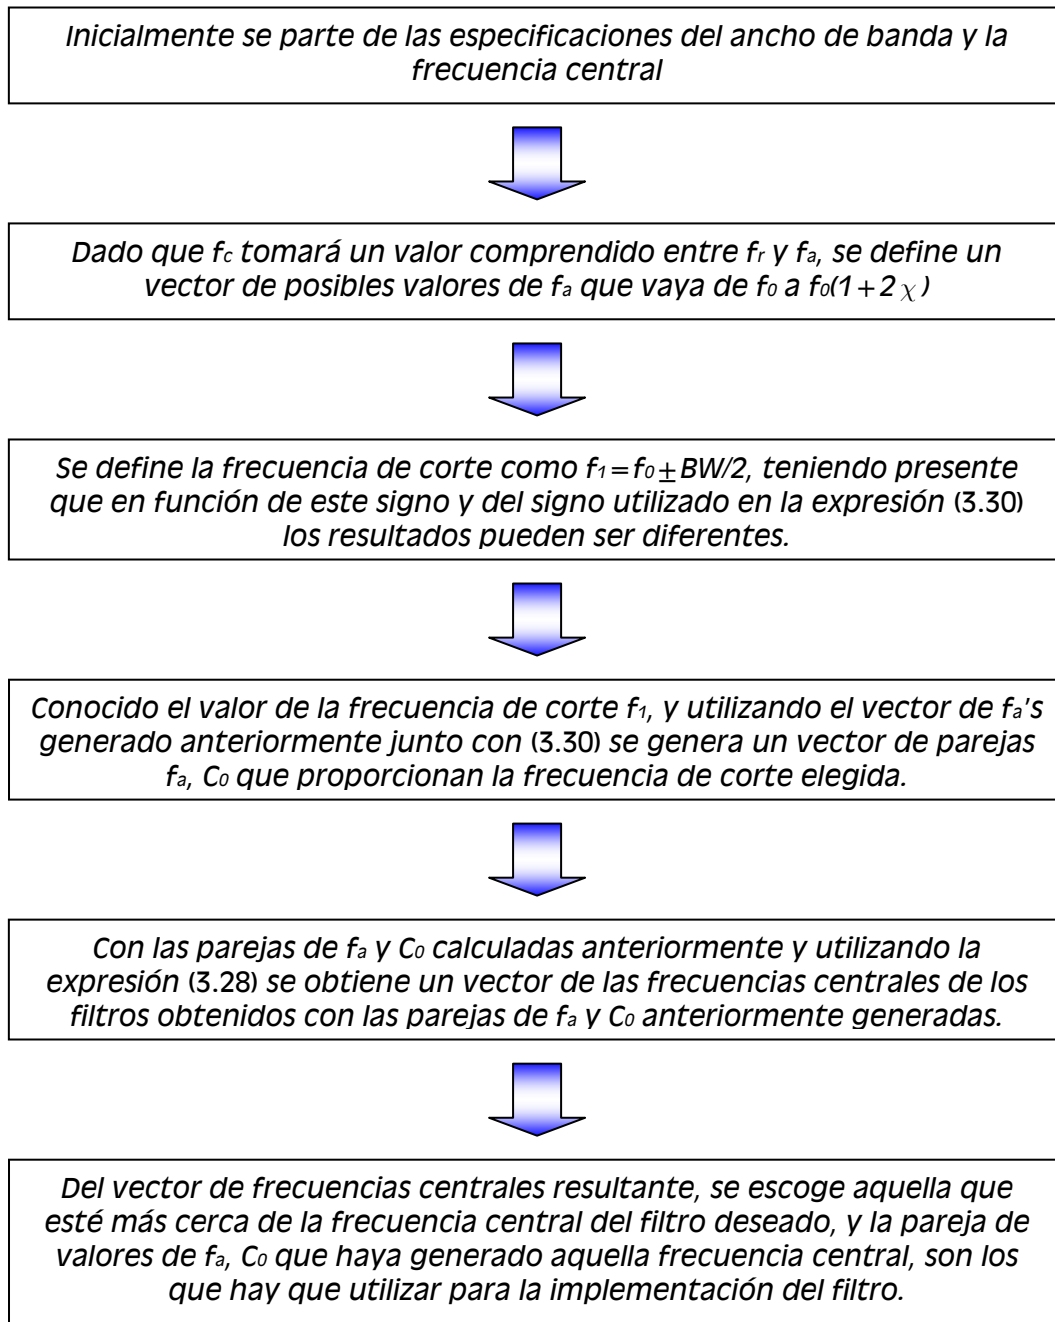 Inicialmente se parte de las especificaciones del ancho de banda y la
frecuencia central
Dado que fc tomará un valor comprendido entre fr y fa, se define un
vector de posibles valores de fa que vaya de f0 a f0(1+2χ)
Se define la frecuencia de corte como f1=f0±BW/2, teniendo presente
que en función de este signo y del signo utilizado en la expresión (3.30)
los resultados pueden ser diferentes.
Conocido el valor de la frecuencia de corte f1, y utilizando el vector de fa's
generado anteriormente junto con (3.30) se genera un vector de parejas
fa, C0 que proporcionan la frecuencia de corte elegida.
Con las parejas de fa y C0 calculadas anteriormente y utilizando la
expresión (3.28) se obtiene un vector de las frecuencias centrales de los
filtros obtenidos con las parejas de fa y C0 anteriormente generadas.
Del vector de frecuencias centrales resultante, se escoge aquella que
esté más cerca de la frecuencia central del filtro deseado, y la pareja de
valores de fa, C0 que haya generado aquella frecuencia central, son los
que hay que utilizar para la implementación del filtro.